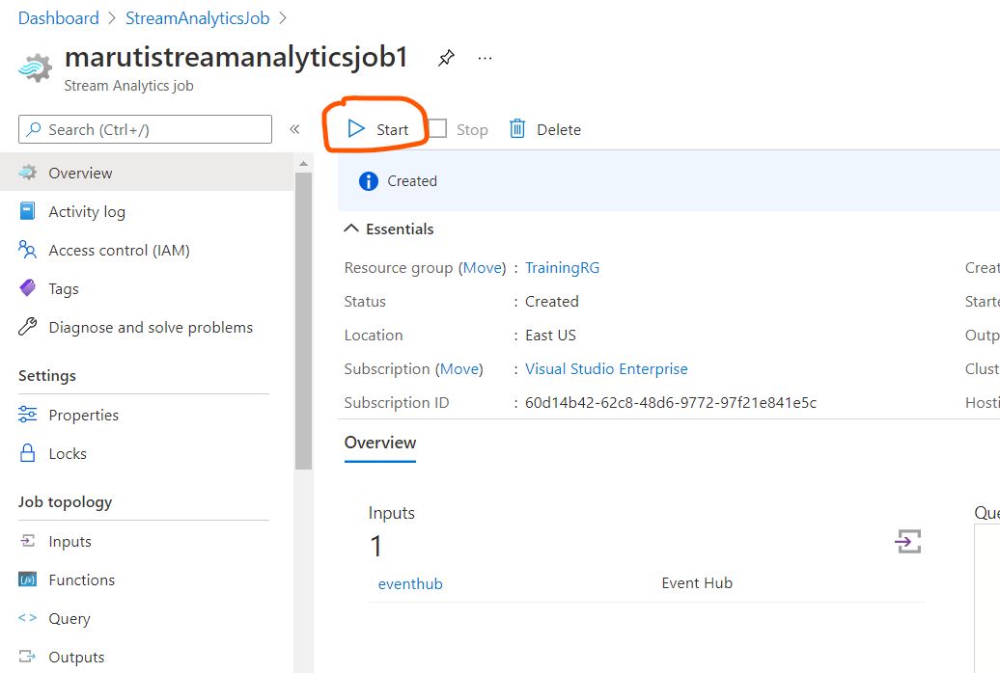 Dashboard > StreamAnalyticsJob >
marutistreamanalyticsjob1 ...
Stream Analytics job
Search (Ctrl+/) «
Start Stop Delete
Overview
Activity log
Access control (IAM)
Tags
Diagnose and solve problems
Settings
Properties
Locks
Job topology
Inputs
Functions
Query
Outputs
Created
Essentials
Resource group (Move) : TrainingRG
Status : Created
Location : East US
Subscription (Move) : Visual Studio Enterprise
Subscription ID : 60d14b42-62c8-48d6-9772-97f21e841e5c
Creat
Starte
Outp
Clust
Hosti
Overview
Inputs
1
eventhub Event Hub
Que